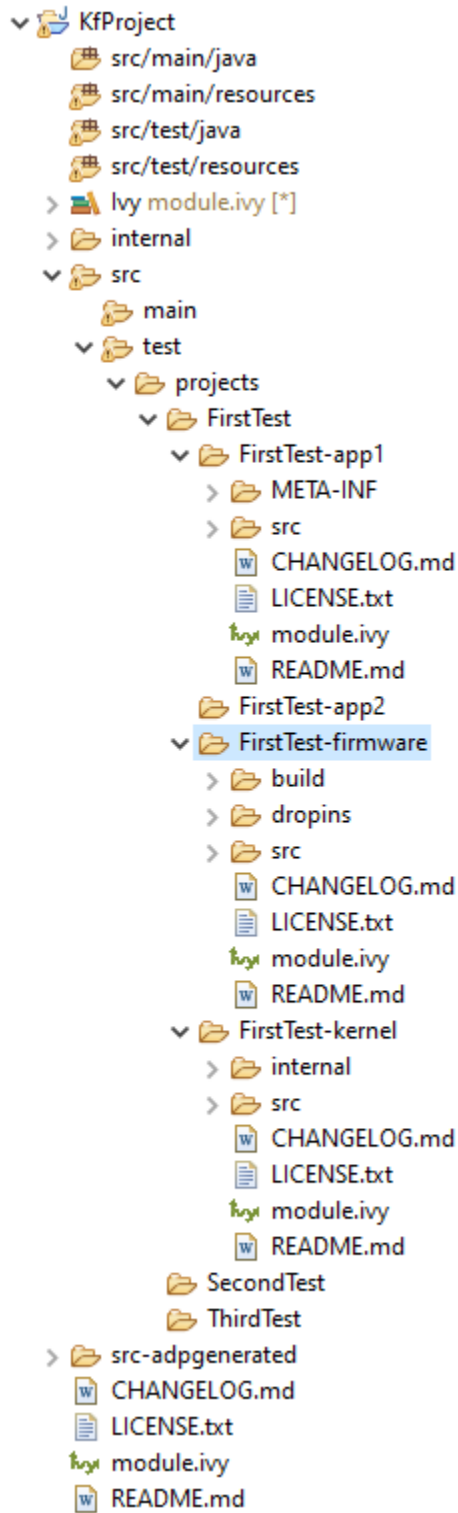 KfProject
src/main/java
src/main/resources
src/test/java
src/test/resources
Ivy module.ivy [*]
internal
src
main
test
projects
FirstTest
FirstTest-app1
META-INF
src
CHANGELOG.md
LICENSE.txt
module.ivy
README.md
FirstTest-app2
FirstTest-firmware
build
dropins
src
CHANGELOG.md
LICENSE.txt
module.ivy
README.md
FirstTest-kernel
internal
src
CHANGELOG.md
LICENSE.txt
module.ivy
README.md
SecondTest
ThirdTest
src-adpgenerated
CHANGELOG.md
LICENSE.txt
module.ivy
README.md